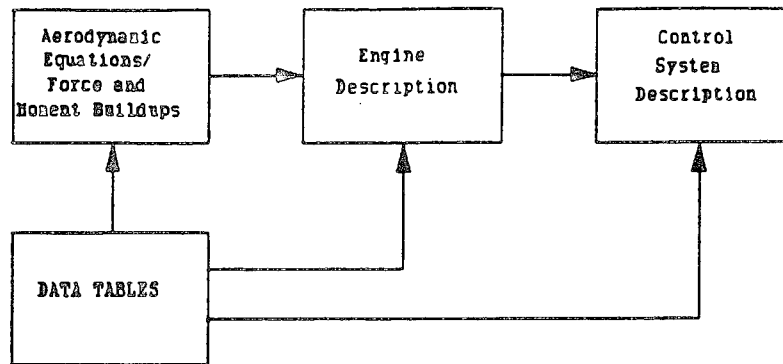 Aerodynamic
Equations/
Force and
Moment Buildups
Engine
Description
Control
System
Description
DATA TABLES